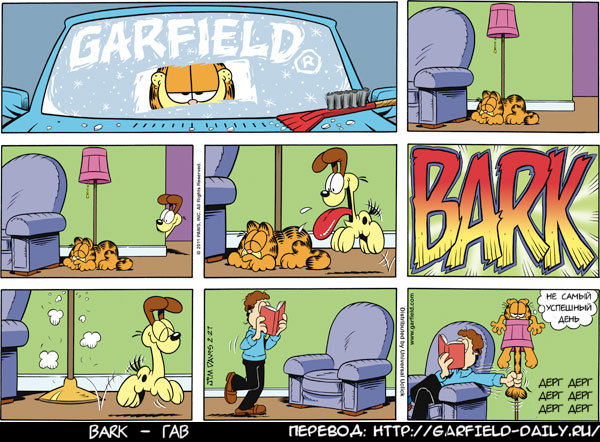 GARFIELD®
© 2011 PAWS, INC. All Rights Reserved.
BARK
JIM DAVIS 2-27
Distributed by Universal Uclick
www.garfield.com
НЕ САМЫЙ
УСПЕШНЫЙ
ДЕНЬ
ДЕРГ ДЕРГ
ДЕРГ ДЕРГ
ДЕРГ ДЕРГ
BARK – ГАВ
ПЕРЕВОД: HTTP://GARFIELD-DAILY.RU/